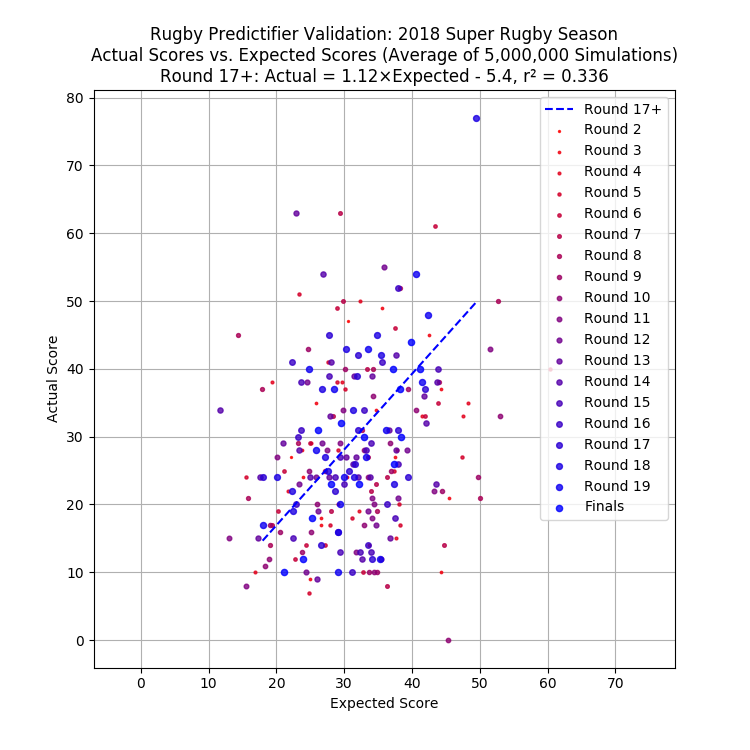 Rugby Predictifier Validation: 2018 Super Rugby Season
Actual Scores vs. Expected Scores (Average of 5,000,000 Simulations)
Round 17+: Actual = 1.12×Expected - 5.4, r² = 0.336
80
70
60
50
40
30
20
10
0
Actual Score
0 10 20 30 40 50 60 70
Expected Score
Round 17+
Round 2
Round 3
Round 4
Round 5
Round 6
Round 7
Round 8
Round 9
Round 10
Round 11
Round 12
Round 13
Round 14
Round 15
Round 16
Round 17
Round 18
Round 19
Finals